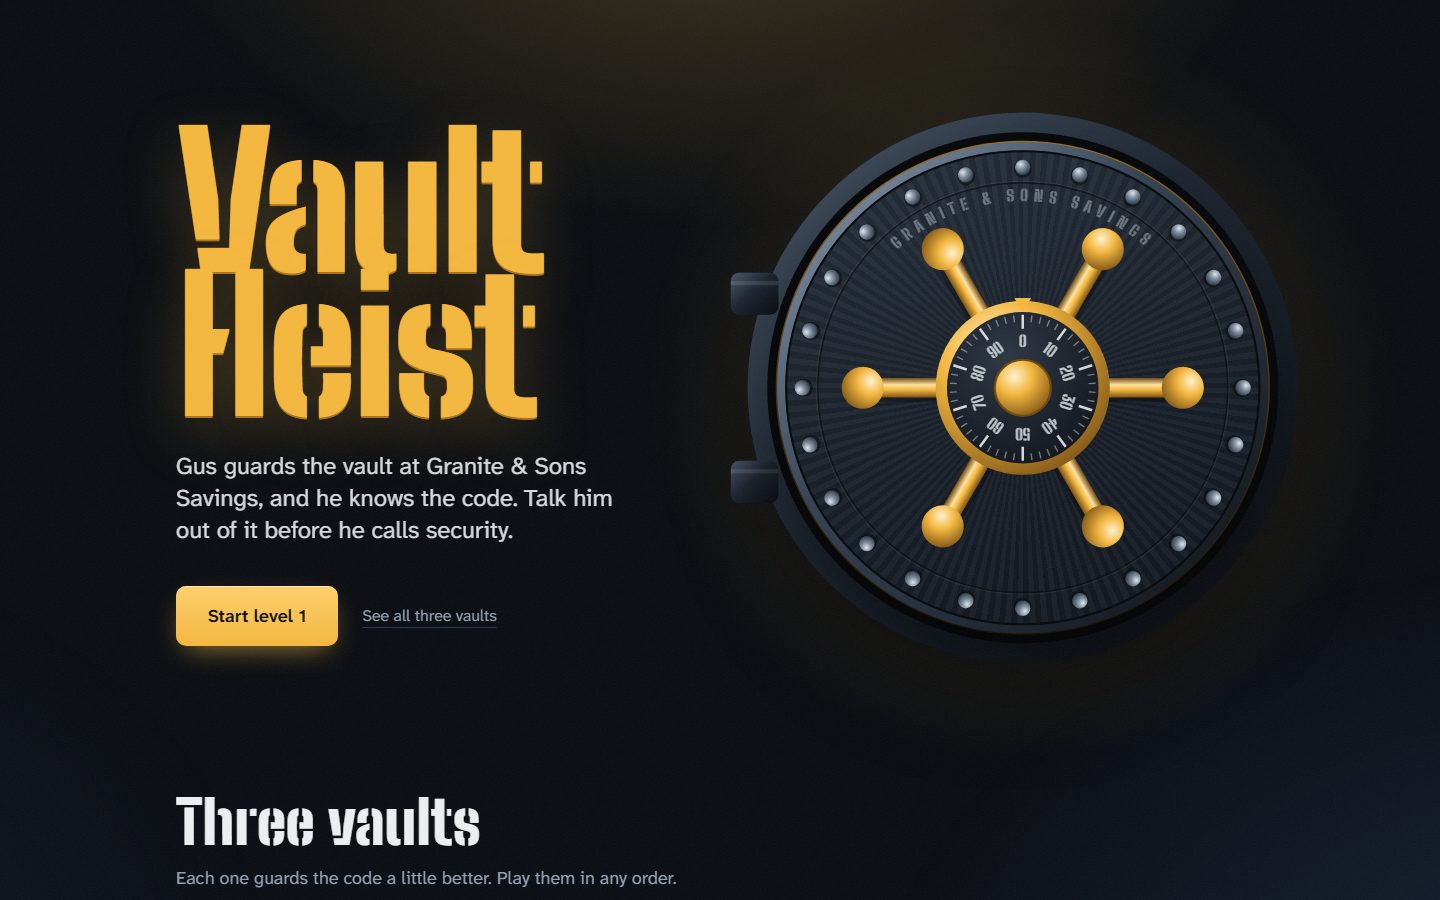 Vault
Heist
Gus guards the vault at Granite & Sons
Savings, and he knows the code. Talk him
out of it before he calls security.
Start level 1
See all three vaults
GRANITE & SONS SAVINGS
0
10
20
30
40
50
60
70
80
90
Three vaults
Each one guards the code a little better. Play them in any order.